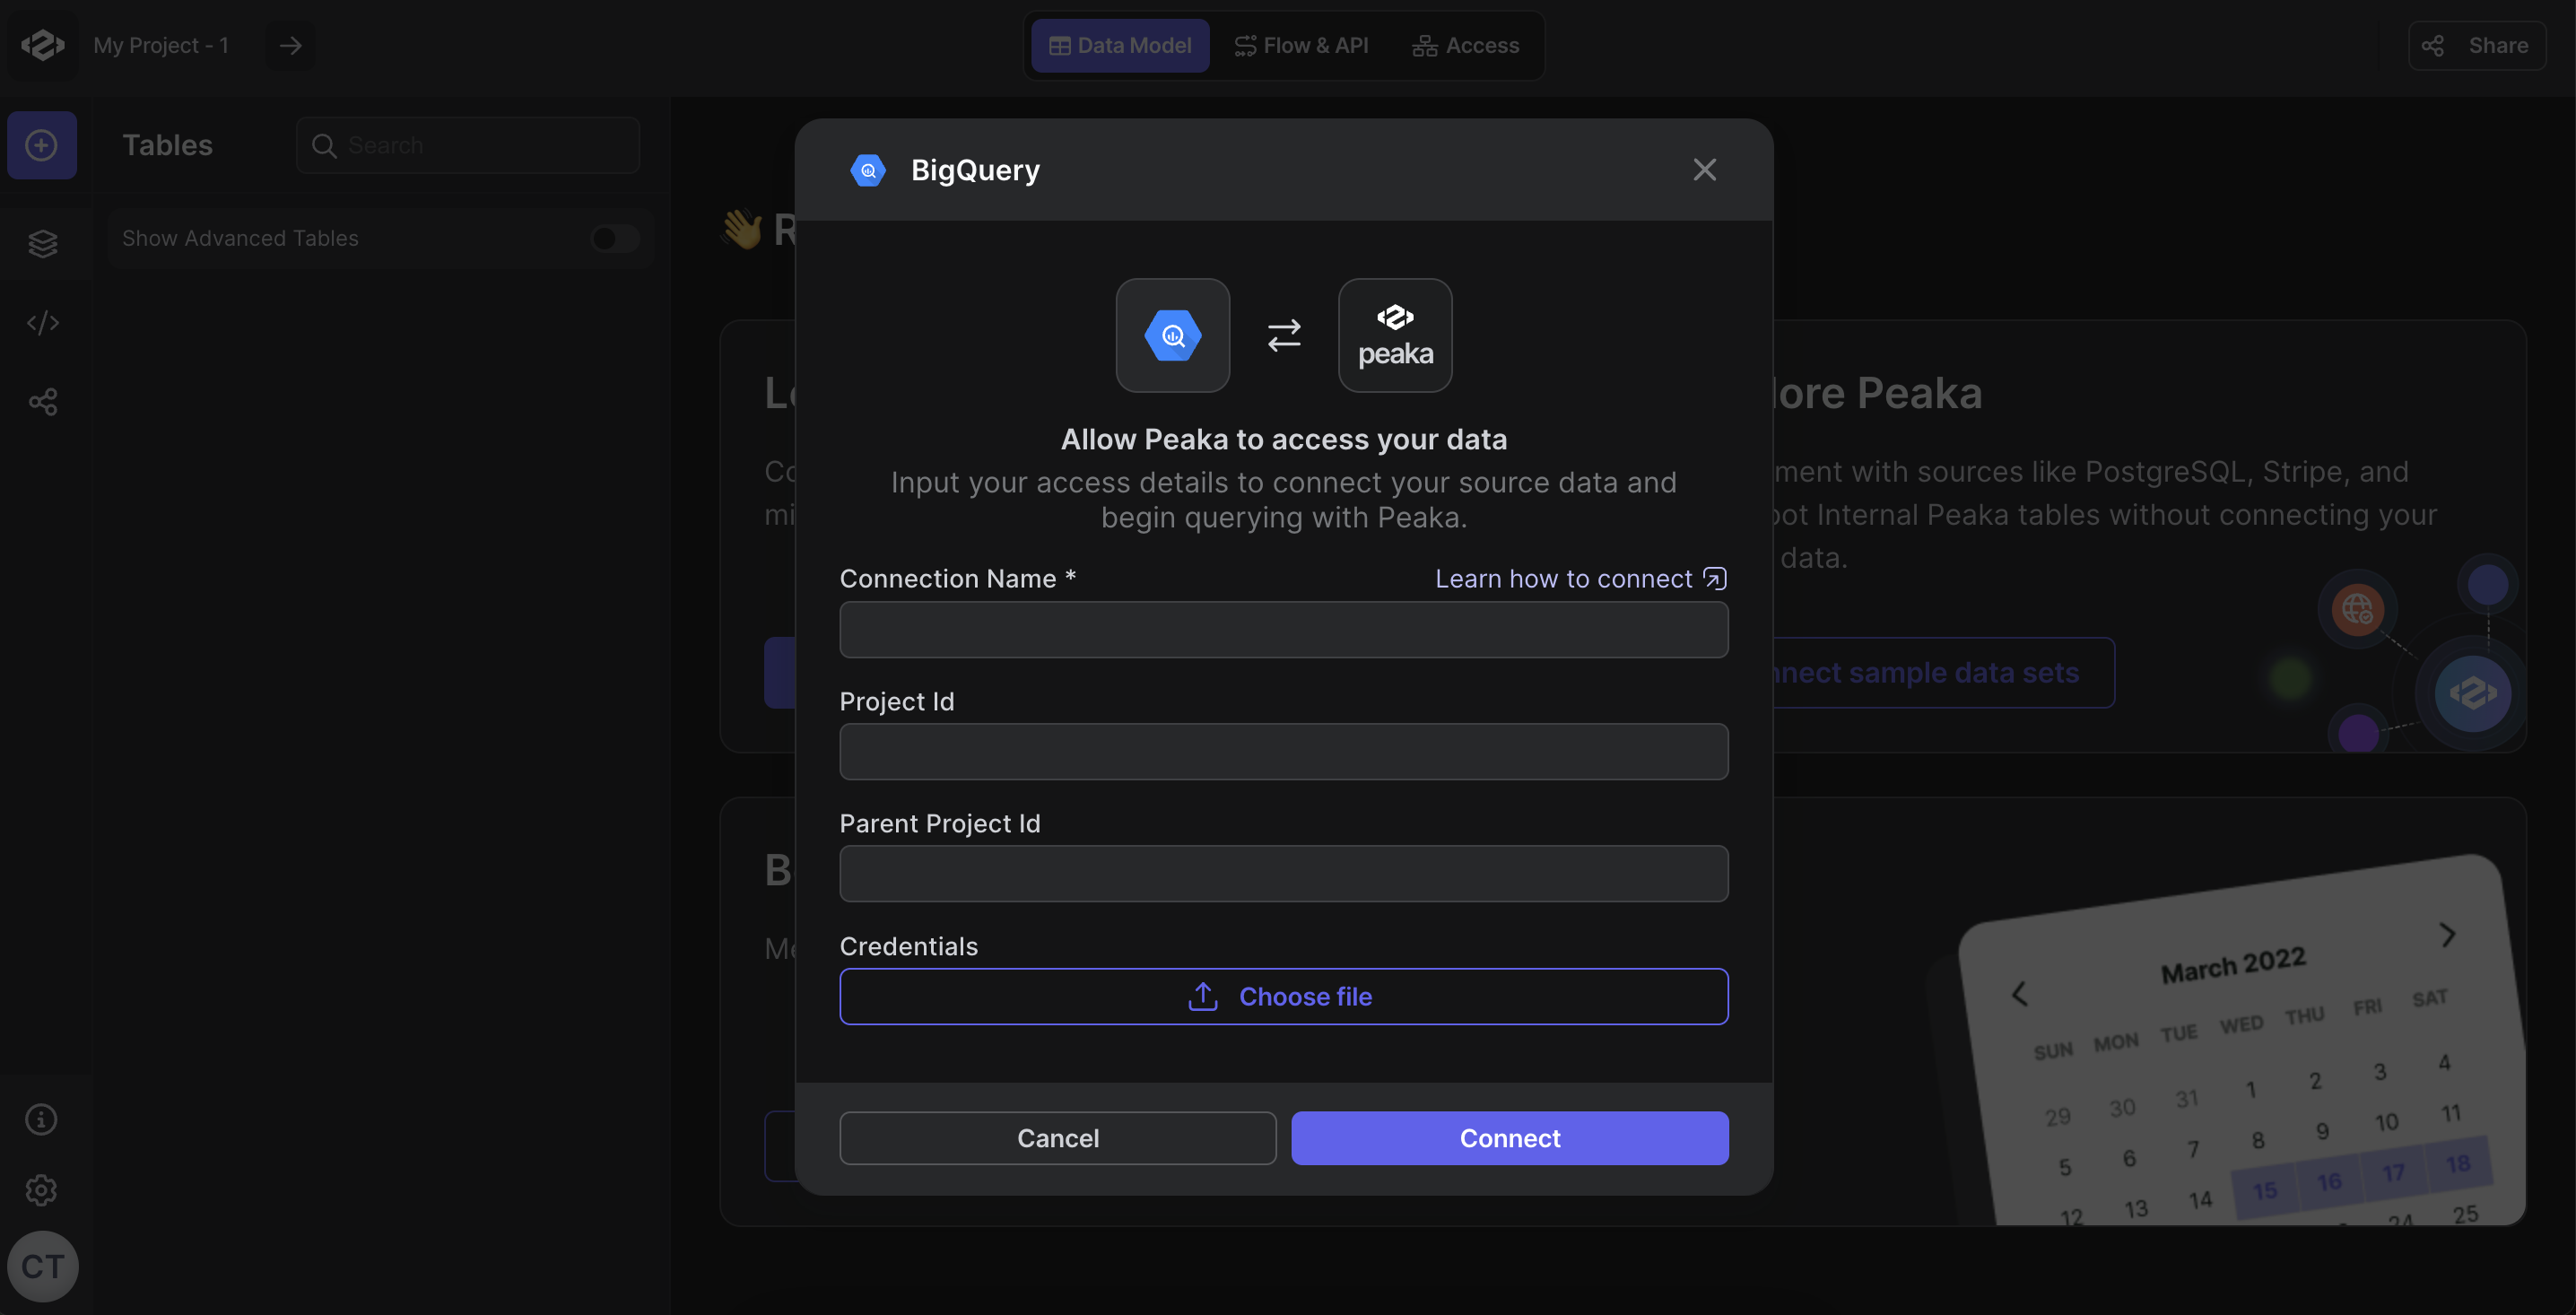 My Project - 1
Data Model
Flow & API
Access
Share
Tables
Search
Show Advanced Tables
BigQuery
peaka
Allow Peaka to access your data
Input your access details to connect your source data and
begin querying with Peaka.
Connection Name *
Learn how to connect
Project Id
Parent Project Id
Credentials
Choose file
Cancel
Connect
👋 R
Lo
Co
mi
lore Peaka
ment with sources like PostgreSQL, Stripe, and
oot Internal Peaka tables without connecting your
data.
nnect sample data sets
B
Me
March 2022
SUN MON TUE WED THU FRI SAT
29 30 31 1 2 3 4
5 6 7 8 9 10 11
12 13 14 15 16 17 18
24 25
CT